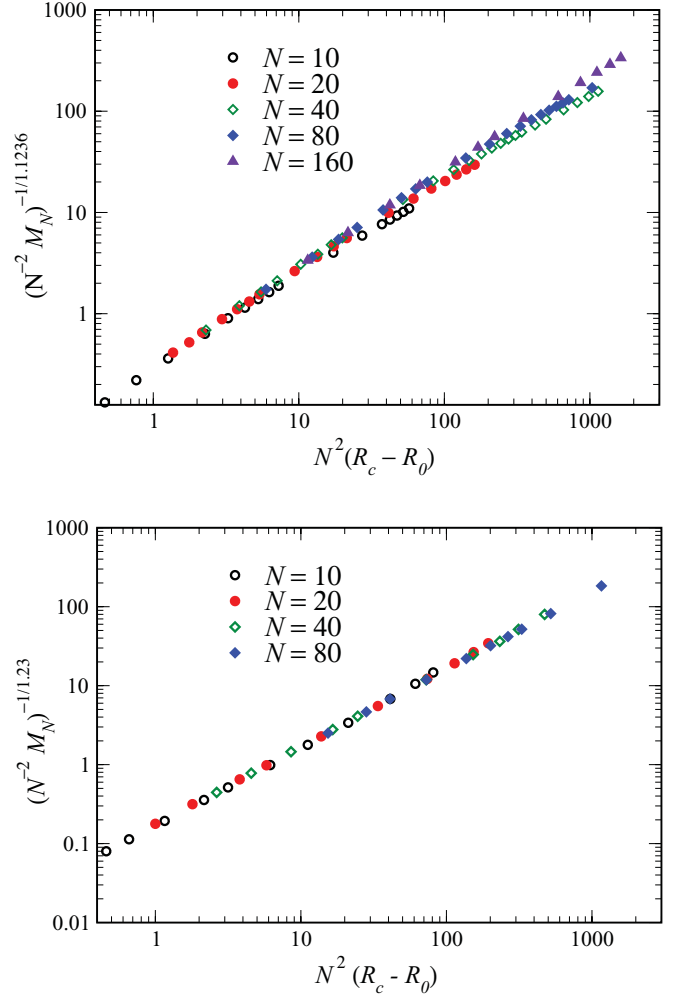 1000
100
10
1
(N⁻² M_N)^−1/1.1236
N = 10
N = 20
N = 40
N = 80
N = 160
1 10 100 1000
N²(R_c − R_0)
1000
100
10
1
0.1
0.01
(N⁻² M_N)^−1/1.23
N = 10
N = 20
N = 40
N = 80
1 10 100 1000
N² (R_c - R_0)